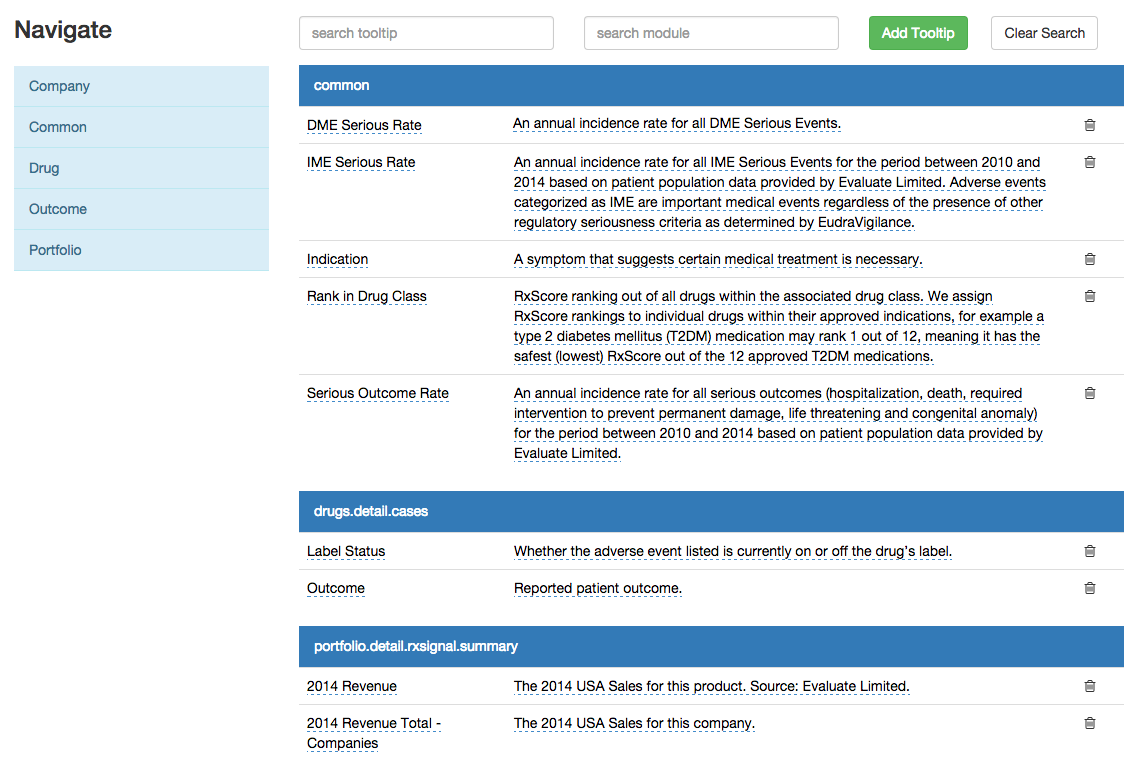 Navigate
search tooltip
search module
Add Tooltip
Clear Search
Company
Common
Drug
Outcome
Portfolio
common
DME Serious Rate
An annual incidence rate for all DME Serious Events.
IME Serious Rate
An annual incidence rate for all IME Serious Events for the period between 2010 and
2014 based on patient population data provided by Evaluate Limited. Adverse events
categorized as IME are important medical events regardless of the presence of other
regulatory seriousness criteria as determined by EudraVigilance.
Indication
A symptom that suggests certain medical treatment is necessary.
Rank in Drug Class
RxScore ranking out of all drugs within the associated drug class. We assign
RxScore rankings to individual drugs within their approved indications, for example a
type 2 diabetes mellitus (T2DM) medication may rank 1 out of 12, meaning it has the
safest (lowest) RxScore out of the 12 approved T2DM medications.
Serious Outcome Rate
An annual incidence rate for all serious outcomes (hospitalization, death, required
intervention to prevent permanent damage, life threatening and congenital anomaly)
for the period between 2010 and 2014 based on patient population data provided by
Evaluate Limited.
drugs.detail.cases
Label Status
Whether the adverse event listed is currently on or off the drug's label.
Outcome
Reported patient outcome.
portfolio.detail.rxsignal.summary
2014 Revenue
The 2014 USA Sales for this product. Source: Evaluate Limited.
2014 Revenue Total -
Companies
The 2014 USA Sales for this company.